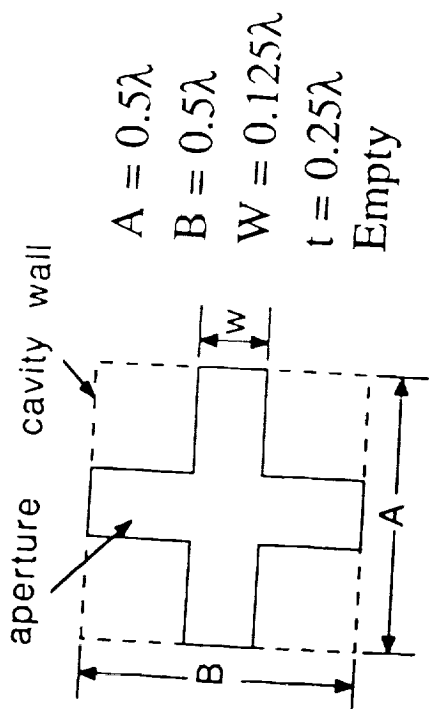 aperture cavity wall
A = 0.5λ
B = 0.5λ
W = 0.125λ
t = 0.25λ
Empty
W
B
A